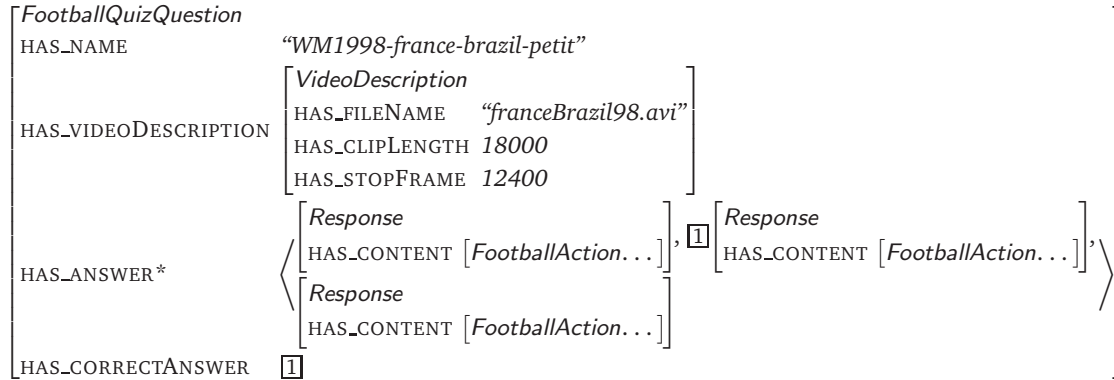 FootballQuizQuestion
HAS_NAME “WM1998-france-brazil-petit”
VideoDescription
HAS_VIDEODESCRIPTION HAS_FILENAME “franceBrazil98.avi”
HAS_CLIPLENGTH 18000
HAS_STOPFRAME 12400
Response Response
HAS_ANSWER* HAS_CONTENT [FootballAction...] , 1 HAS_CONTENT [FootballAction...] ,
Response
HAS_CONTENT [FootballAction...]
HAS_CORRECTANSWER 1